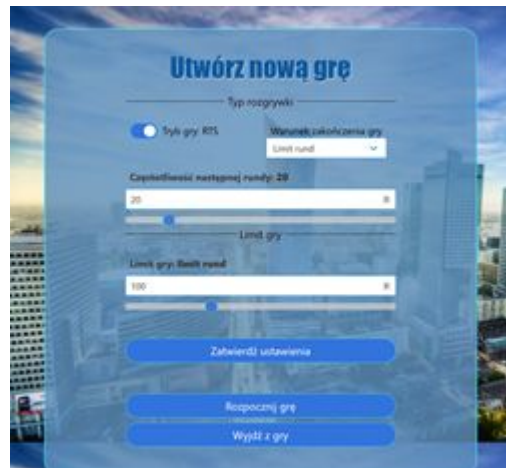 Utwórz nową grę
Typ rozgrywki
Tryb gry: RTS
Warunek zakończenia gry
Limit rund
Częstotliwość następnej rundy: 20
20
Limit gry
Limit gry: limit rund
100
Zatwierdź ustawienia
Rozpocznij grę
Wyjdź z gry